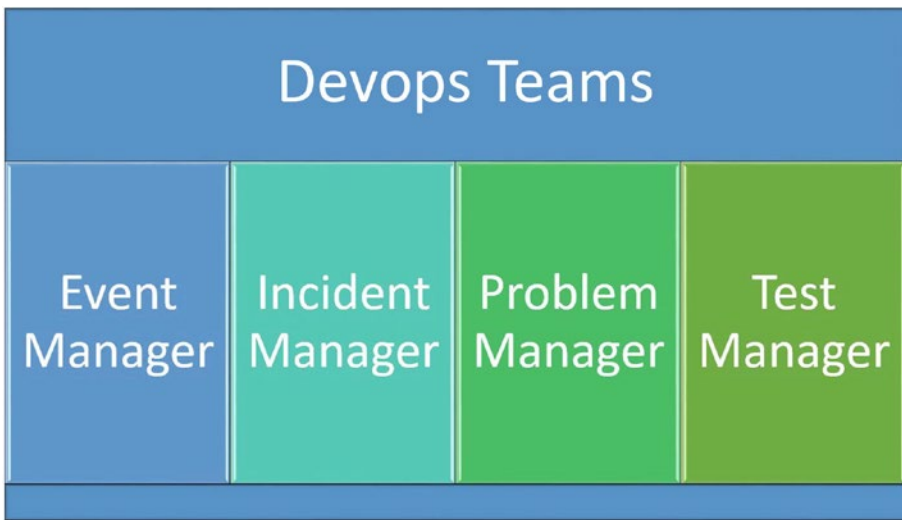 Devops Teams
Event
Manager
Incident
Manager
Problem
Manager
Test
Manager